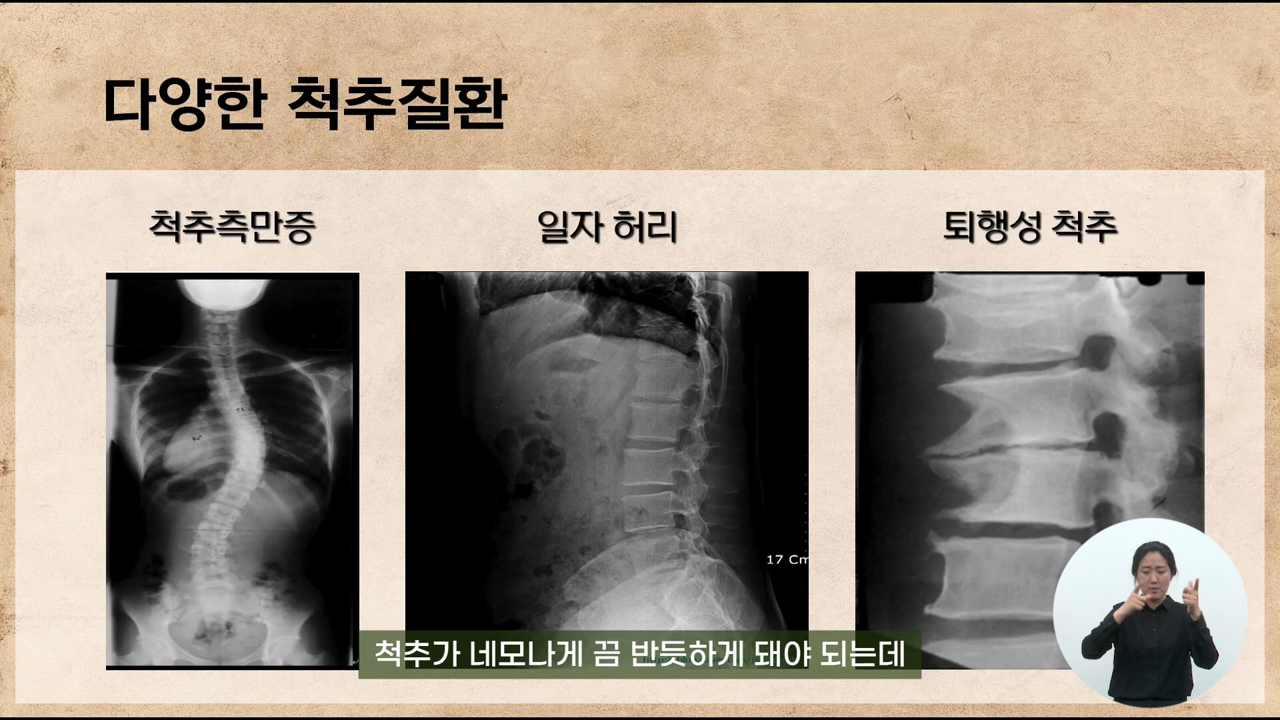 다양한 척추질환
척추측만증
일자 허리
퇴행성 척추
17 Cm
척추가 네모나게 끔 반듯하게 돼야 되는데